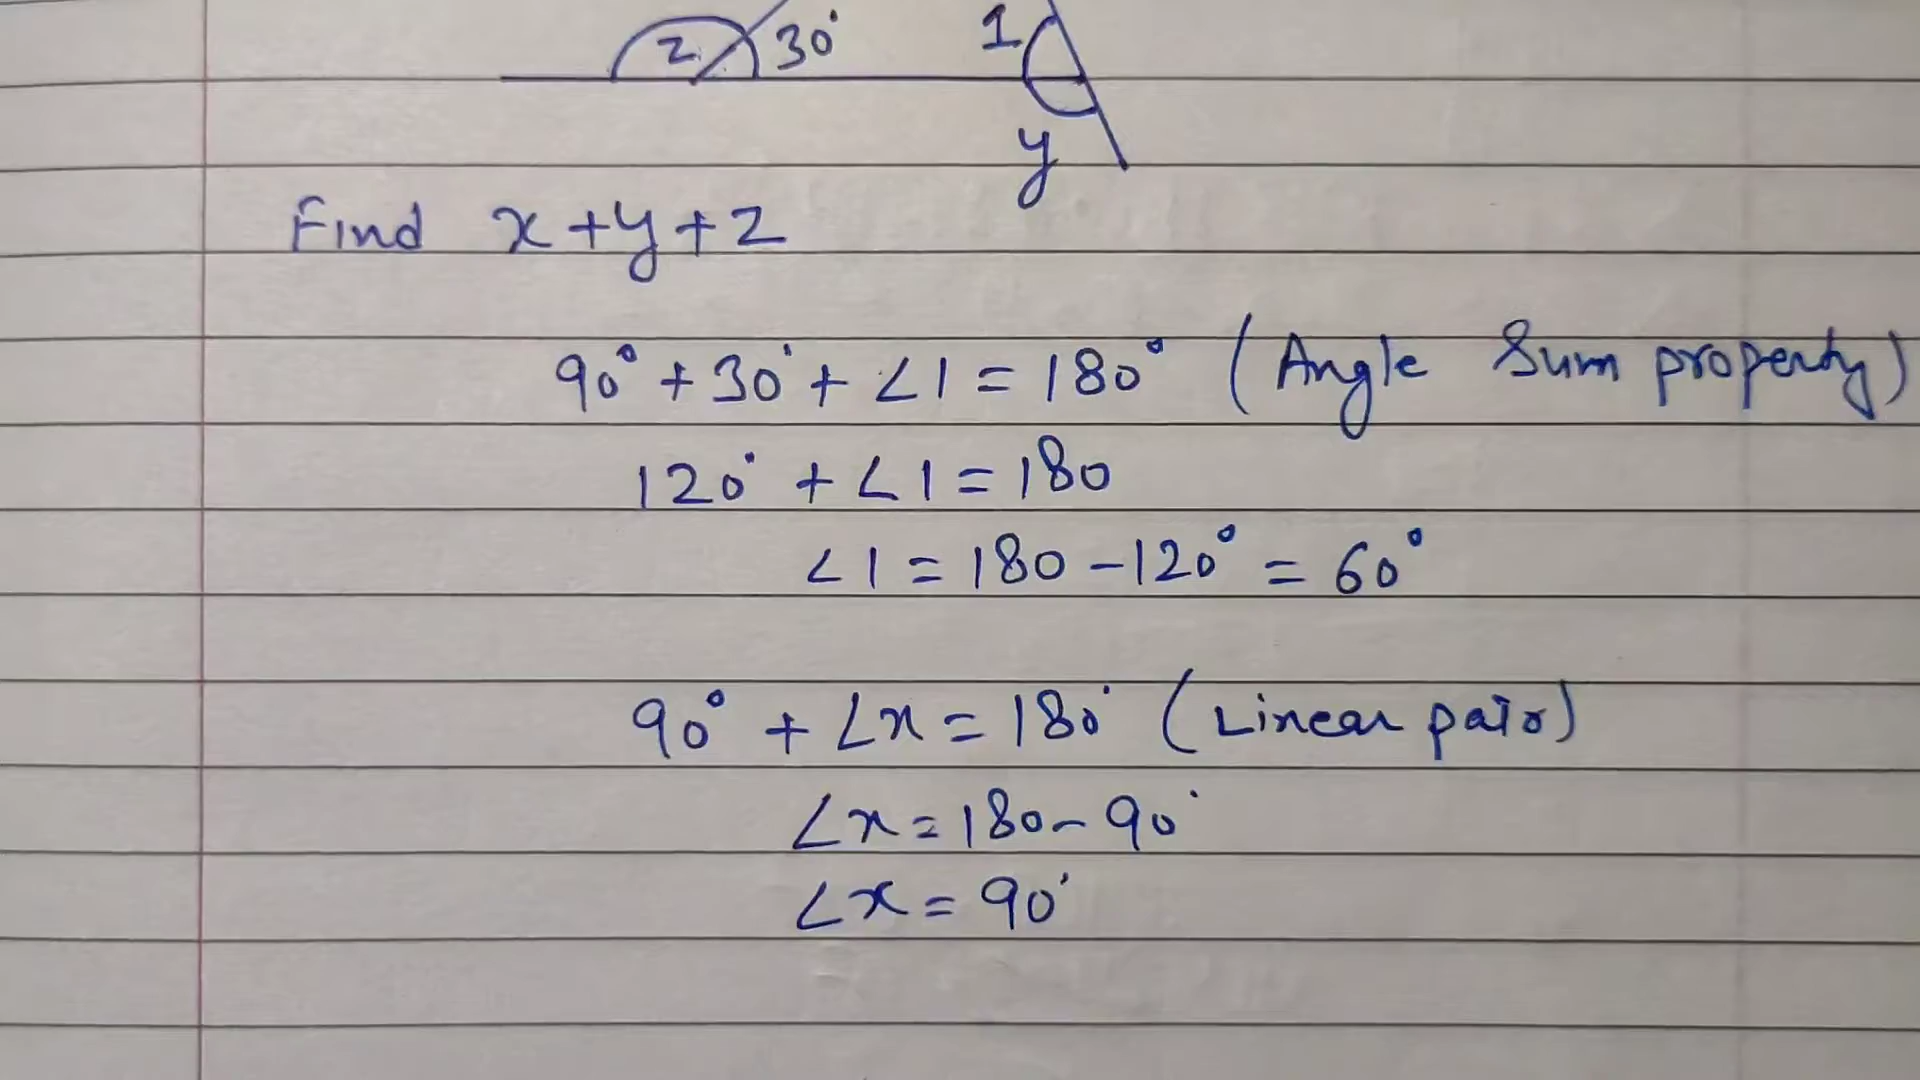 z 30° 1
y
Find x+y+z
90° + 30° + ∠1 = 180° (Angle Sum property)
120° + ∠1 = 180
∠1 = 180 - 120° = 60°
90° + ∠x = 180° (Linear pair)
∠x = 180 - 90°
∠x = 90°